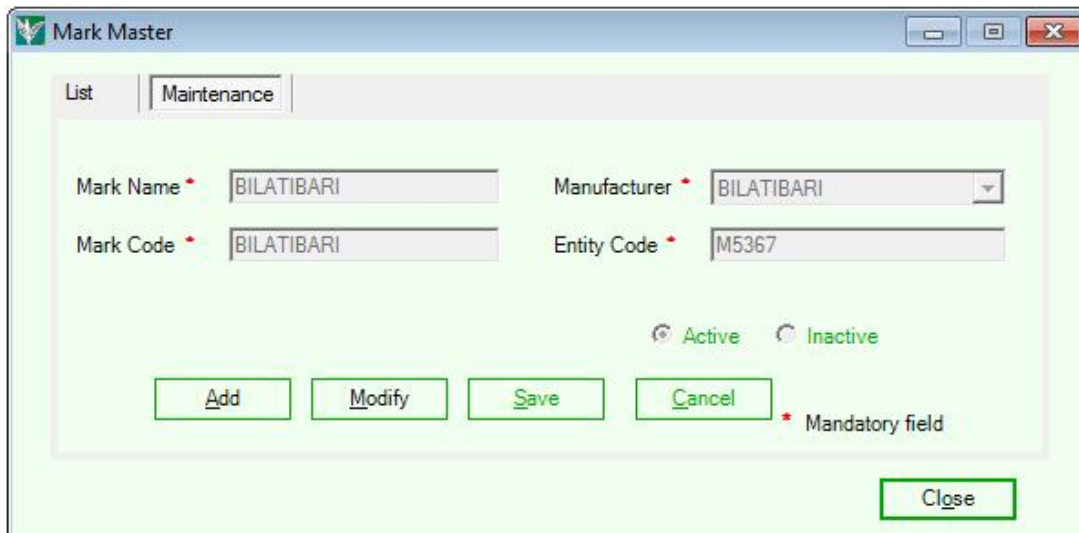 Mark Master
List Maintenance
Mark Name * BILATIBARI Manufacturer * BILATIBARI
Mark Code * BILATIBARI Entity Code * M5367
Active Inactive
Add Modify Save Cancel
* Mandatory field
Close